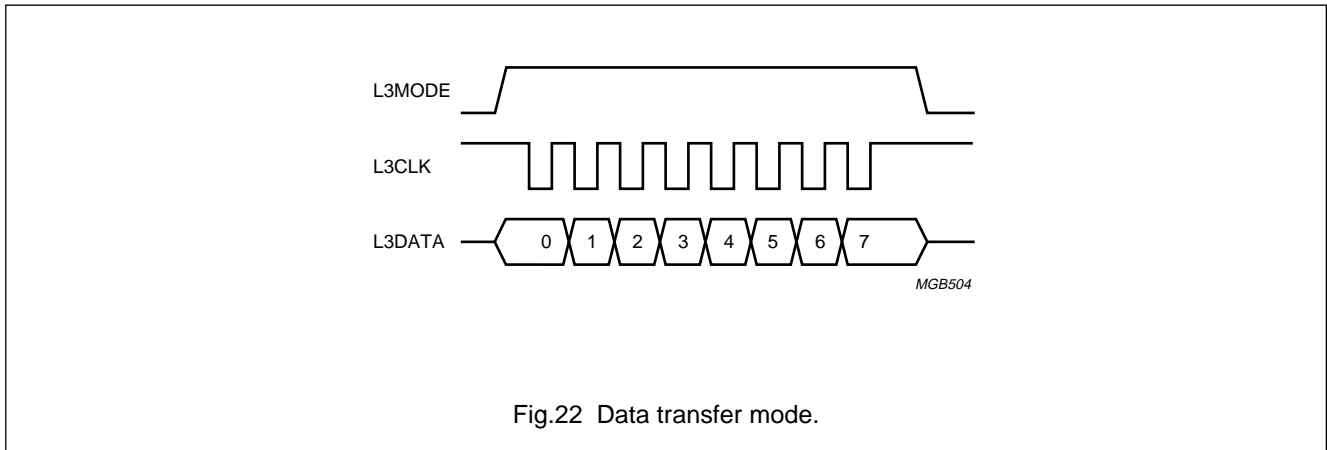 L3MODE
L3CLK
L3DATA 0 1 2 3 4 5 6 7
MGB504
Fig.22 Data transfer mode.